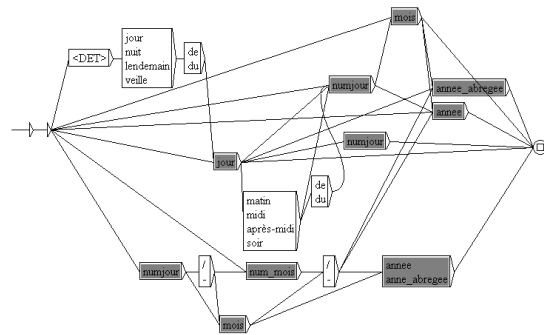 mois
<DET>
jour
nuit
lendemain
veille
de
du
numjour
annee_abregee
annee
numjour
jour
matin
midi
après-midi
soir
de
du
numjour
/
-
num_mois
/
-
annee
anne_abregee
mois